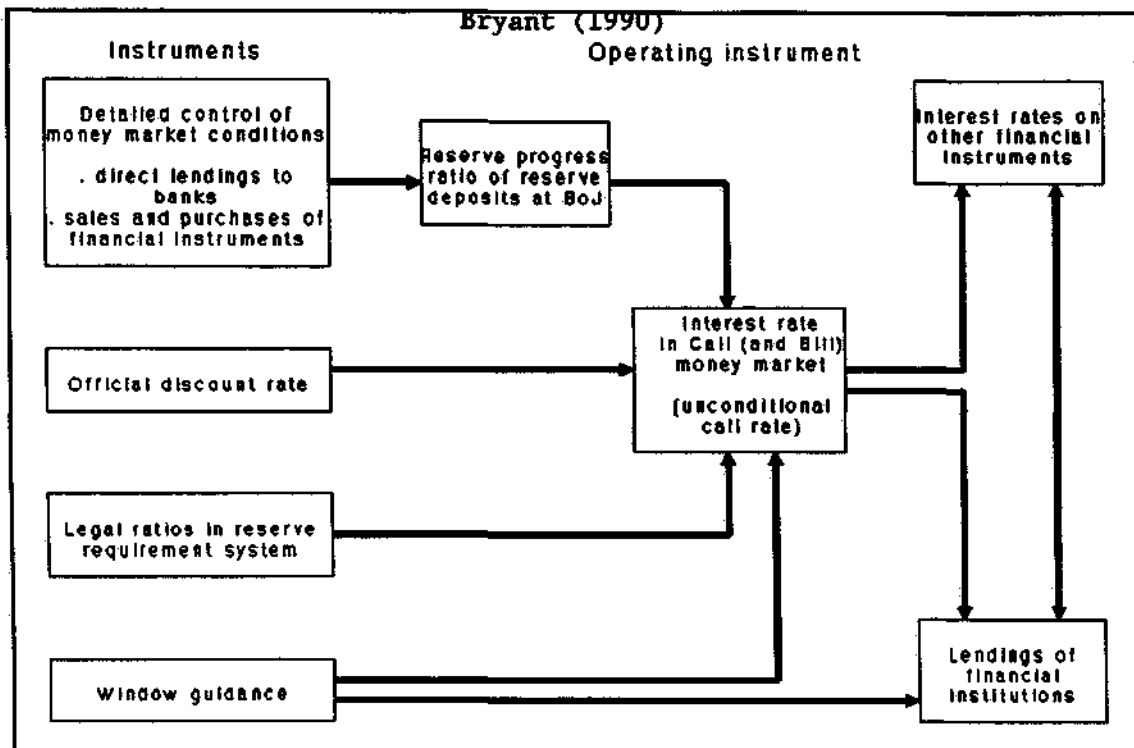 Bryant (1990)
Instruments
Operating instrument
Detailed control of
money market conditions
. direct lendings to
banks
. sales and purchases of
financial instruments
Reserve progress
ratio of reserve
deposits at BoJ
Interest rates on
other financial
instruments
Interest rate
in Call (and Bill)
money market
(unconditional
call rate)
Official discount rate
Legal ratios in reserve
requirement system
Window guidance
Lendings of
financial
institutions